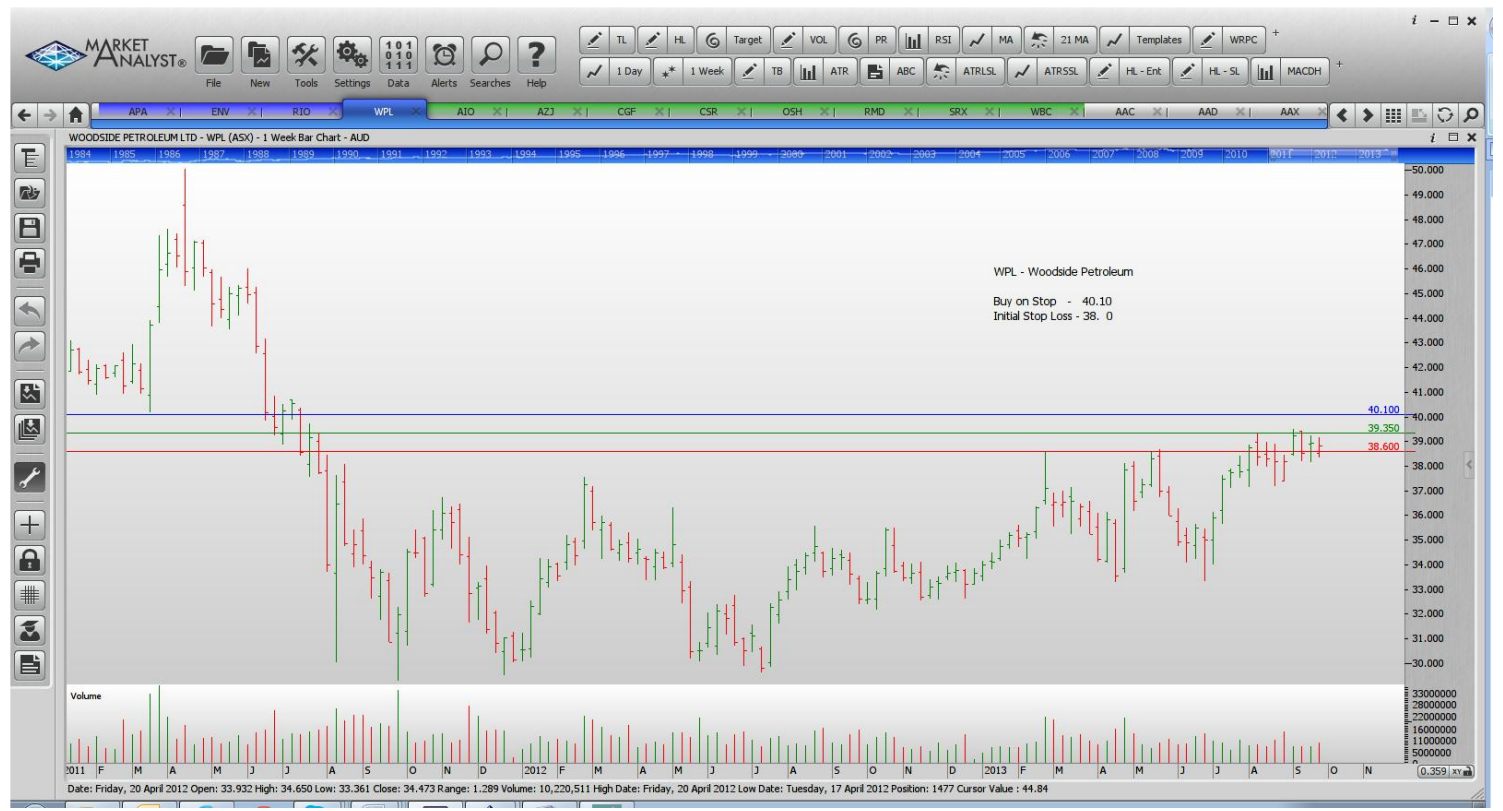 i
MARKET ANALYST®
File New Tools Settings Data Alerts Searches Help
TL HL Target VOL PR RSI MA 21 MA Templates WRPC +
1 Day 1 Week TB ATR ABC ATRLSL ATRSSL HL - Ent HL - SL MACDH +
APA ENV RIO WPL AIO AZJ CGF CSR OSH RMD SRX WBC AAC AAD AAX
WOODSIDE PETROLEUM LTD - WPL (ASX) - 1 Week Bar Chart - AUD
1984 1985 1986 1987 1988 1989 1990 1991 1992 1993 1994 1995 1996 1997 1998 1999 2000 2001 2002 2003 2004 2005 2006 2007 2008 2009 2010 2011 2012 2013
50.000
49.000
48.000
47.000
46.000
45.000
44.000
43.000
42.000
41.000
40.000
39.000
38.000
37.000
36.000
35.000
34.000
33.000
32.000
31.000
30.000
WPL - Woodside Petroleum
Buy on Stop - 40.10
Initial Stop Loss - 38. 0
40.100
39.350
38.600
Volume
33000000
28000000
22000000
16000000
11000000
5000000
2011 F M A M J J A S O N D 2012 F M A M J J A S O N D 2013 F M A M J J A S O N
0.359 XY
Date: Friday, 20 April 2012 Open: 33.932 High: 34.650 Low: 33.361 Close: 34.473 Range: 1.289 Volume: 10,220,511 High Date: Friday, 20 April 2012 Low Date: Tuesday, 17 April 2012 Position: 1477 Cursor Value : 44.84